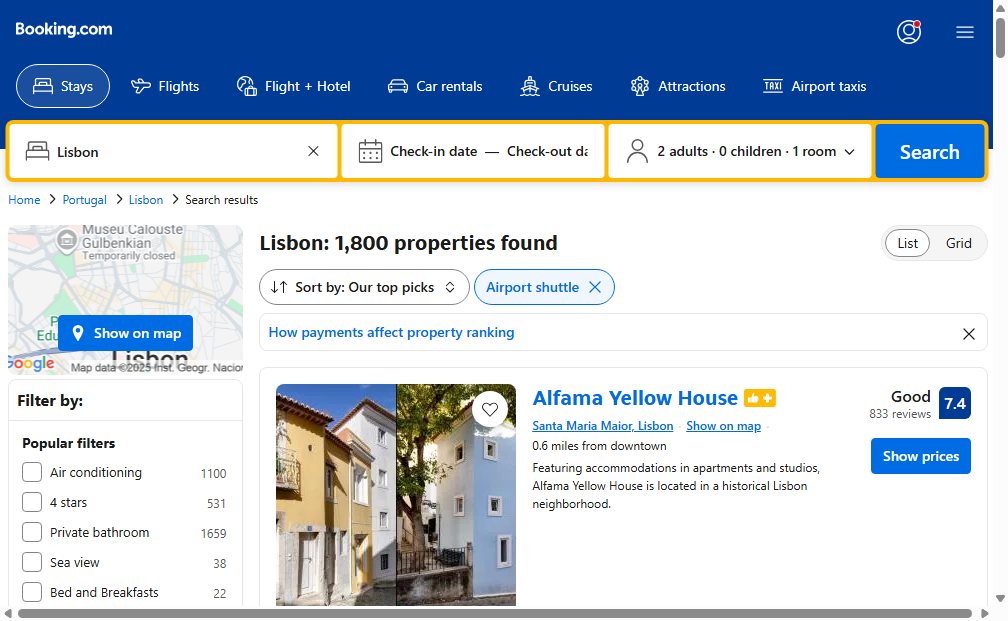 Booking.com
Stays
Flights
Flight + Hotel
Car rentals
Cruises
Attractions
TAXI
Airport taxis
Lisbon
Check-in date — Check-out da
2 adults · 0 children · 1 room
Search
Home
Portugal
Lisbon
Search results
Museu Calouste
Gulbenkian
Temporarily closed
Show on map
Lisbon
Google
Map data ©2025 Inst. Geogr. Nacion
Lisbon: 1,800 properties found
List
Grid
Sort by: Our top picks
Airport shuttle
How payments affect property ranking
Filter by:
Popular filters
Air conditioning 1100
4 stars 531
Private bathroom 1659
Sea view 38
Bed and Breakfasts 22
Alfama Yellow House
Santa Maria Maior, Lisbon
Show on map
0.6 miles from downtown
Featuring accommodations in apartments and studios,
Alfama Yellow House is located in a historical Lisbon
neighborhood.
Good
833 reviews
7.4
Show prices